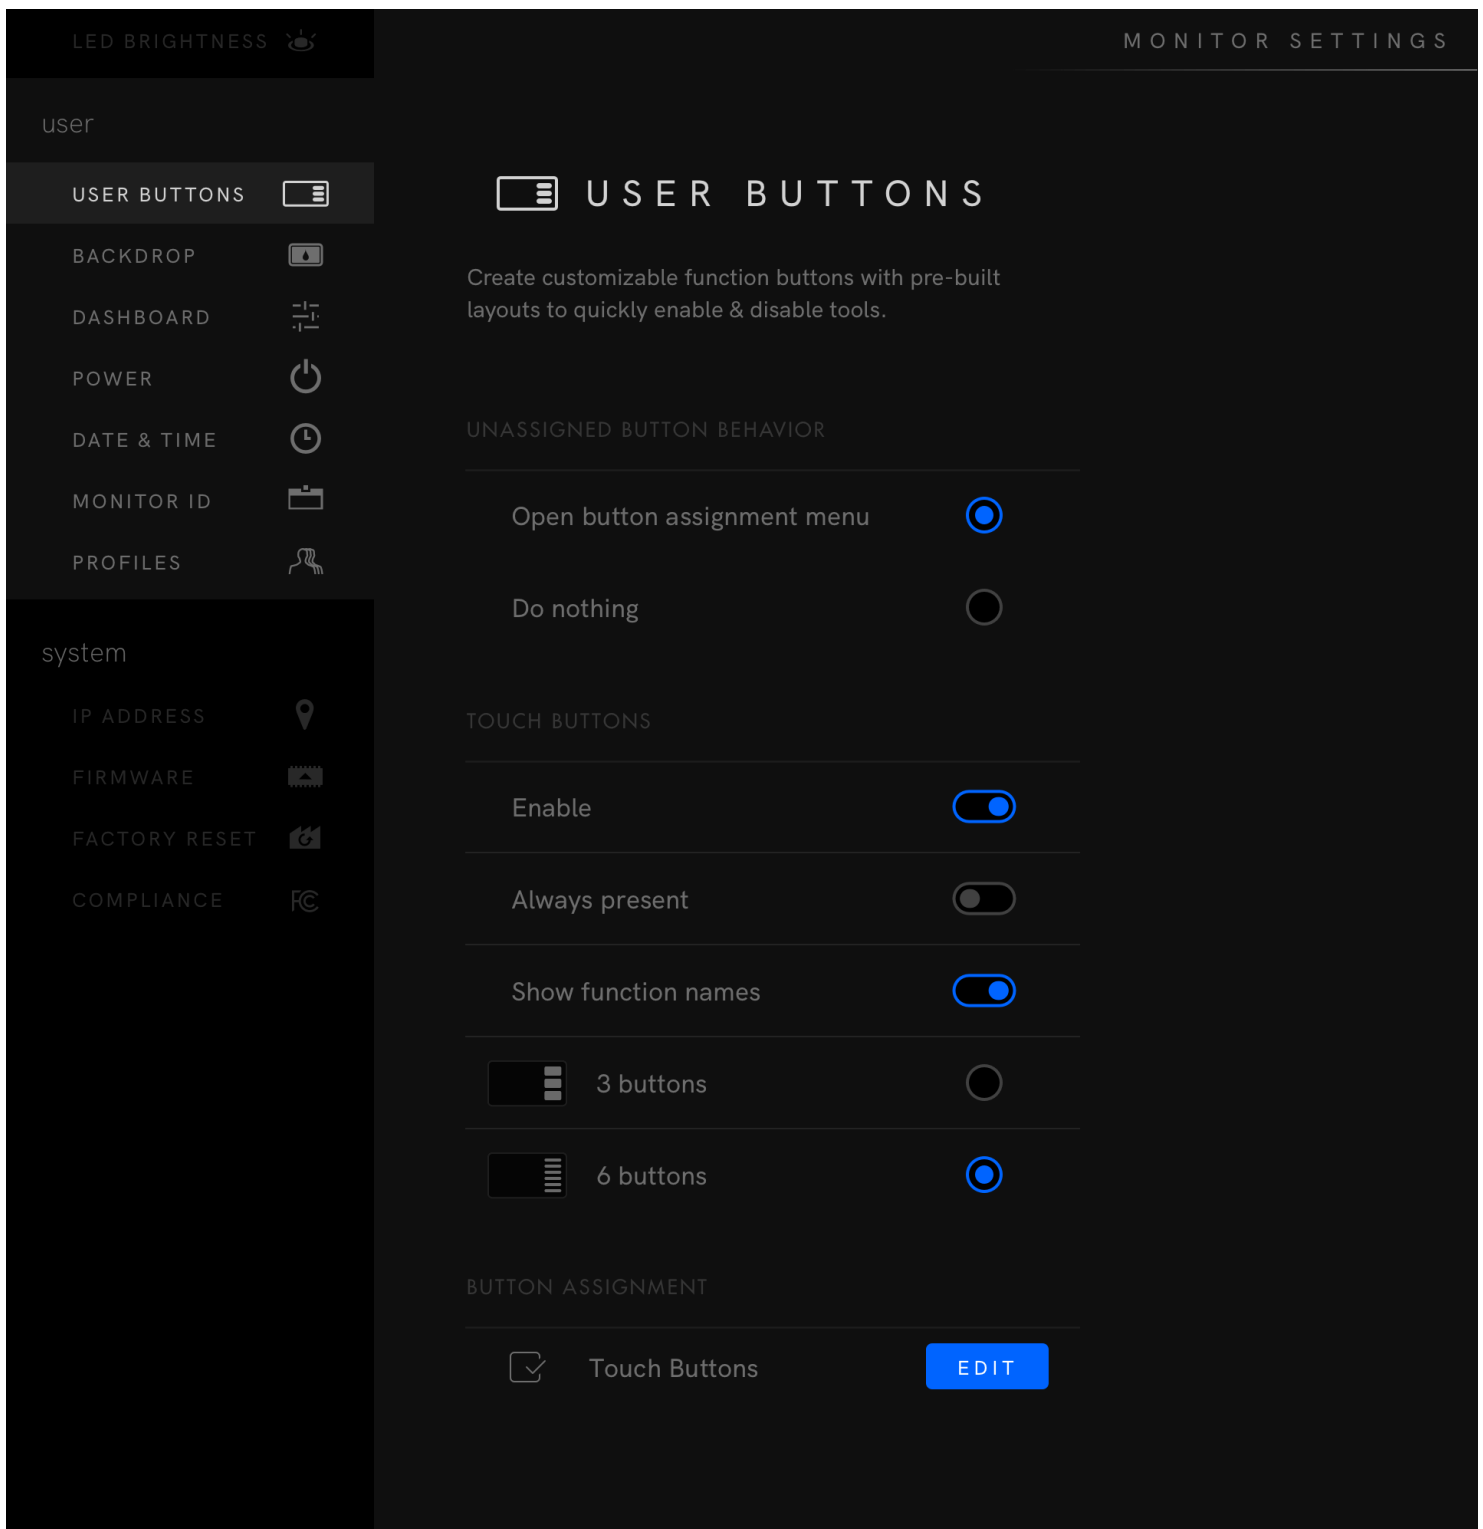 LED BRIGHTNESS
MONITOR SETTINGS
user
USER BUTTONS
BACKDROP
DASHBOARD
POWER
DATE & TIME
MONITOR ID
PROFILES
system
IP ADDRESS
FIRMWARE
FACTORY RESET
COMPLIANCE
FC
USER BUTTONS
Create customizable function buttons with pre-built
layouts to quickly enable & disable tools.
UNASSIGNED BUTTON BEHAVIOR
Open button assignment menu
Do nothing
TOUCH BUTTONS
Enable
Always present
Show function names
3 buttons
6 buttons
BUTTON ASSIGNMENT
Touch Buttons
EDIT